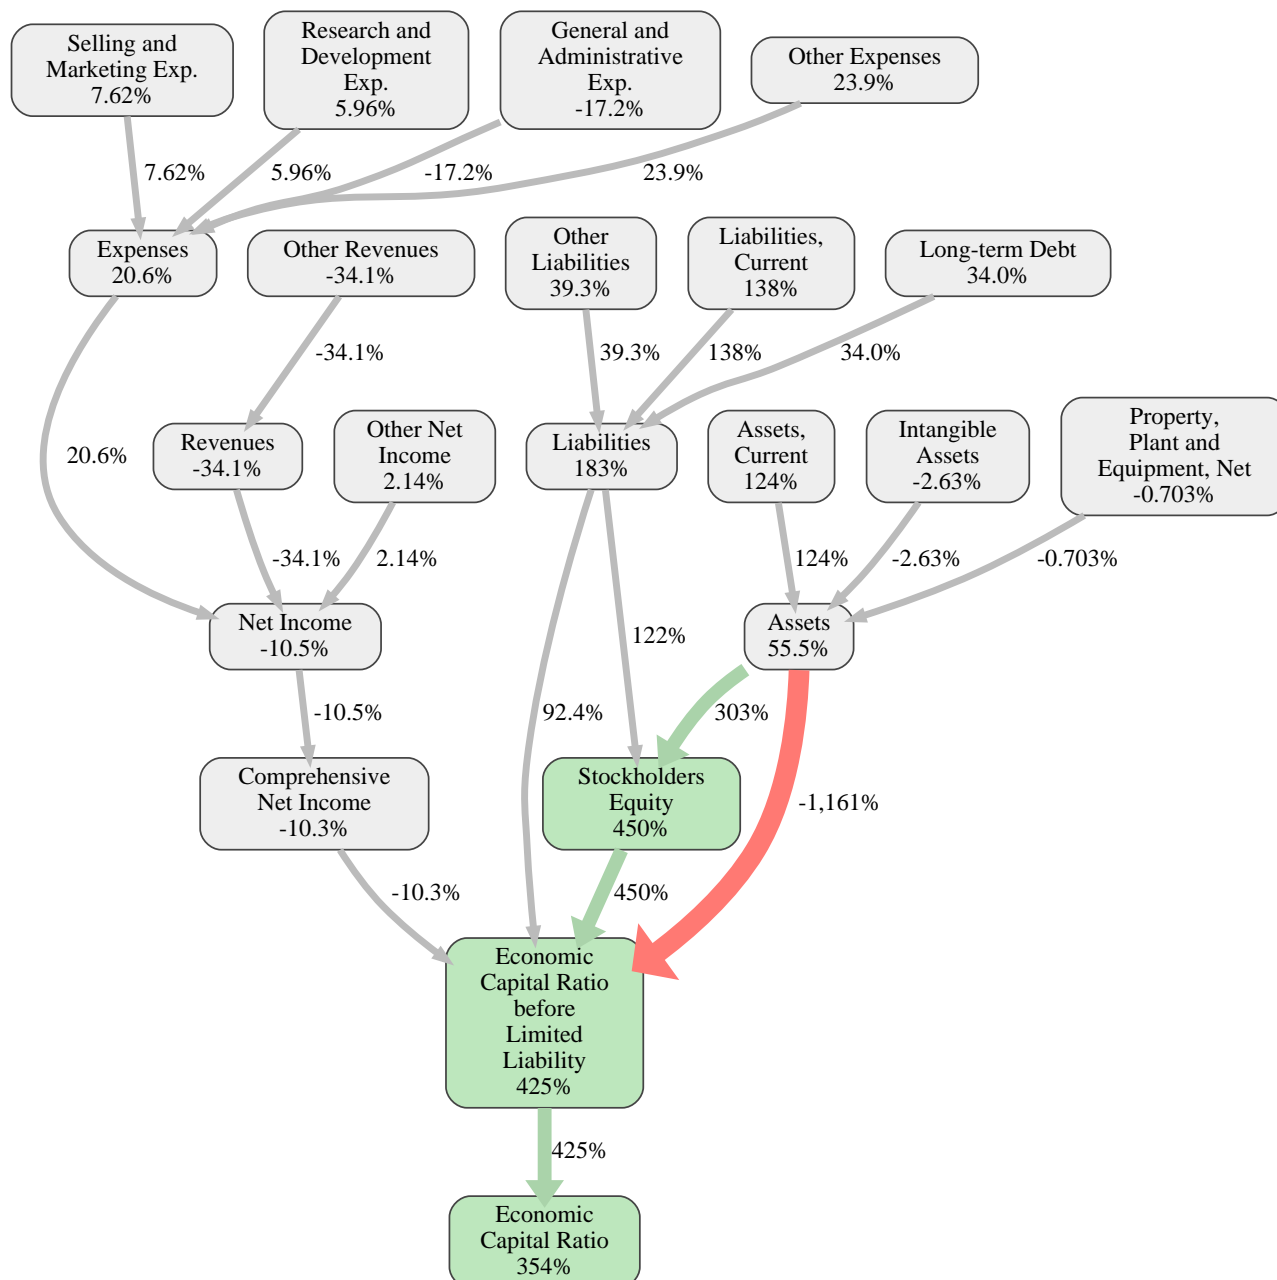 Selling and
Marketing Exp.
7.62%
Research and
Development
Exp.
5.96%
General and
Administrative
Exp.
-17.2%
Other Expenses
23.9%
7.62%
5.96%
-17.2%
23.9%
Expenses
20.6%
Other Revenues
-34.1%
Other
Liabilities
39.3%
Liabilities,
Current
138%
Long-term Debt
34.0%
-34.1%
39.3%
138%
34.0%
20.6%
Revenues
-34.1%
Other Net
Income
2.14%
Liabilities
183%
Assets,
Current
124%
Intangible
Assets
-2.63%
Property,
Plant and
Equipment, Net
-0.703%
-34.1%
2.14%
124%
-2.63%
-0.703%
Net Income
-10.5%
122%
Assets
55.5%
-10.5%
92.4%
303%
Comprehensive
Net Income
-10.3%
Stockholders
Equity
450%
-1,161%
-10.3%
450%
Economic
Capital Ratio
before
Limited
Liability
425%
425%
Economic
Capital Ratio
354%